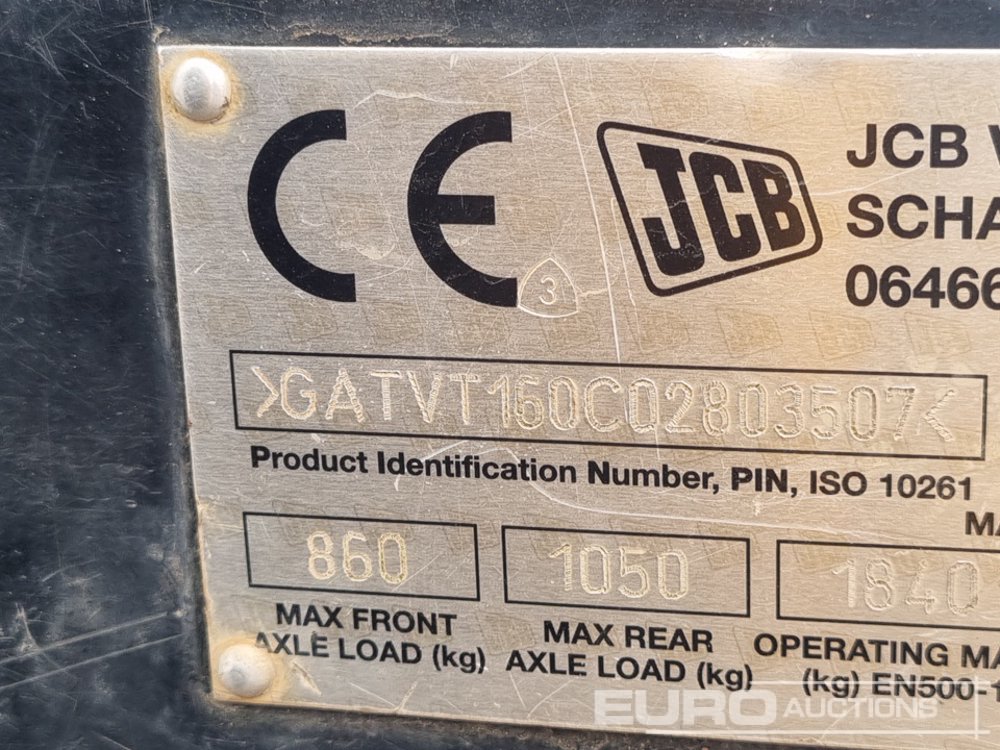 CE
3
JCB
JCB
SCHA
06466
>GATVT160C02803507<
Product Identification Number, PIN, ISO 10261
860
1050
1840
MAX FRONT
AXLE LOAD (kg)
MAX REAR
AXLE LOAD (kg)
OPERATING MA
(kg) EN500-1
EURO AUCTIONS